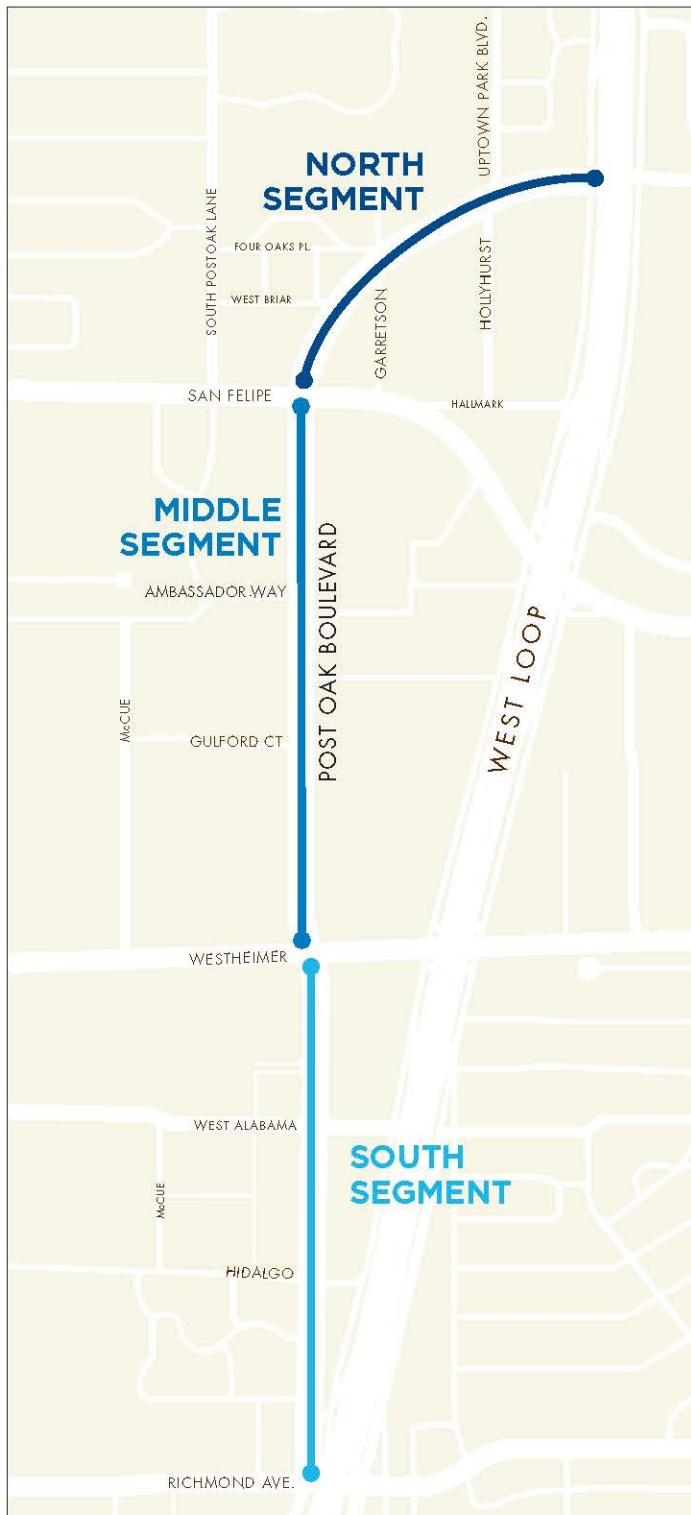 UPTOWN PARK BLVD.
NORTH
SEGMENT
SOUTH POSTOAK LANE
FOUR OAKS PL.
HOLLYHURST
WEST BRIAR
GARRETSON
SAN FELIPE
HALLMARK
MIDDLE
SEGMENT
POST OAK BOULEVARD
AMBASSADOR WAY
WEST LOOP
McCUE
GULFORD CT
WESTHEIMER
WEST ALABAMA
SOUTH
SEGMENT
McCUE
HIDALGO
RICHMOND AVE.